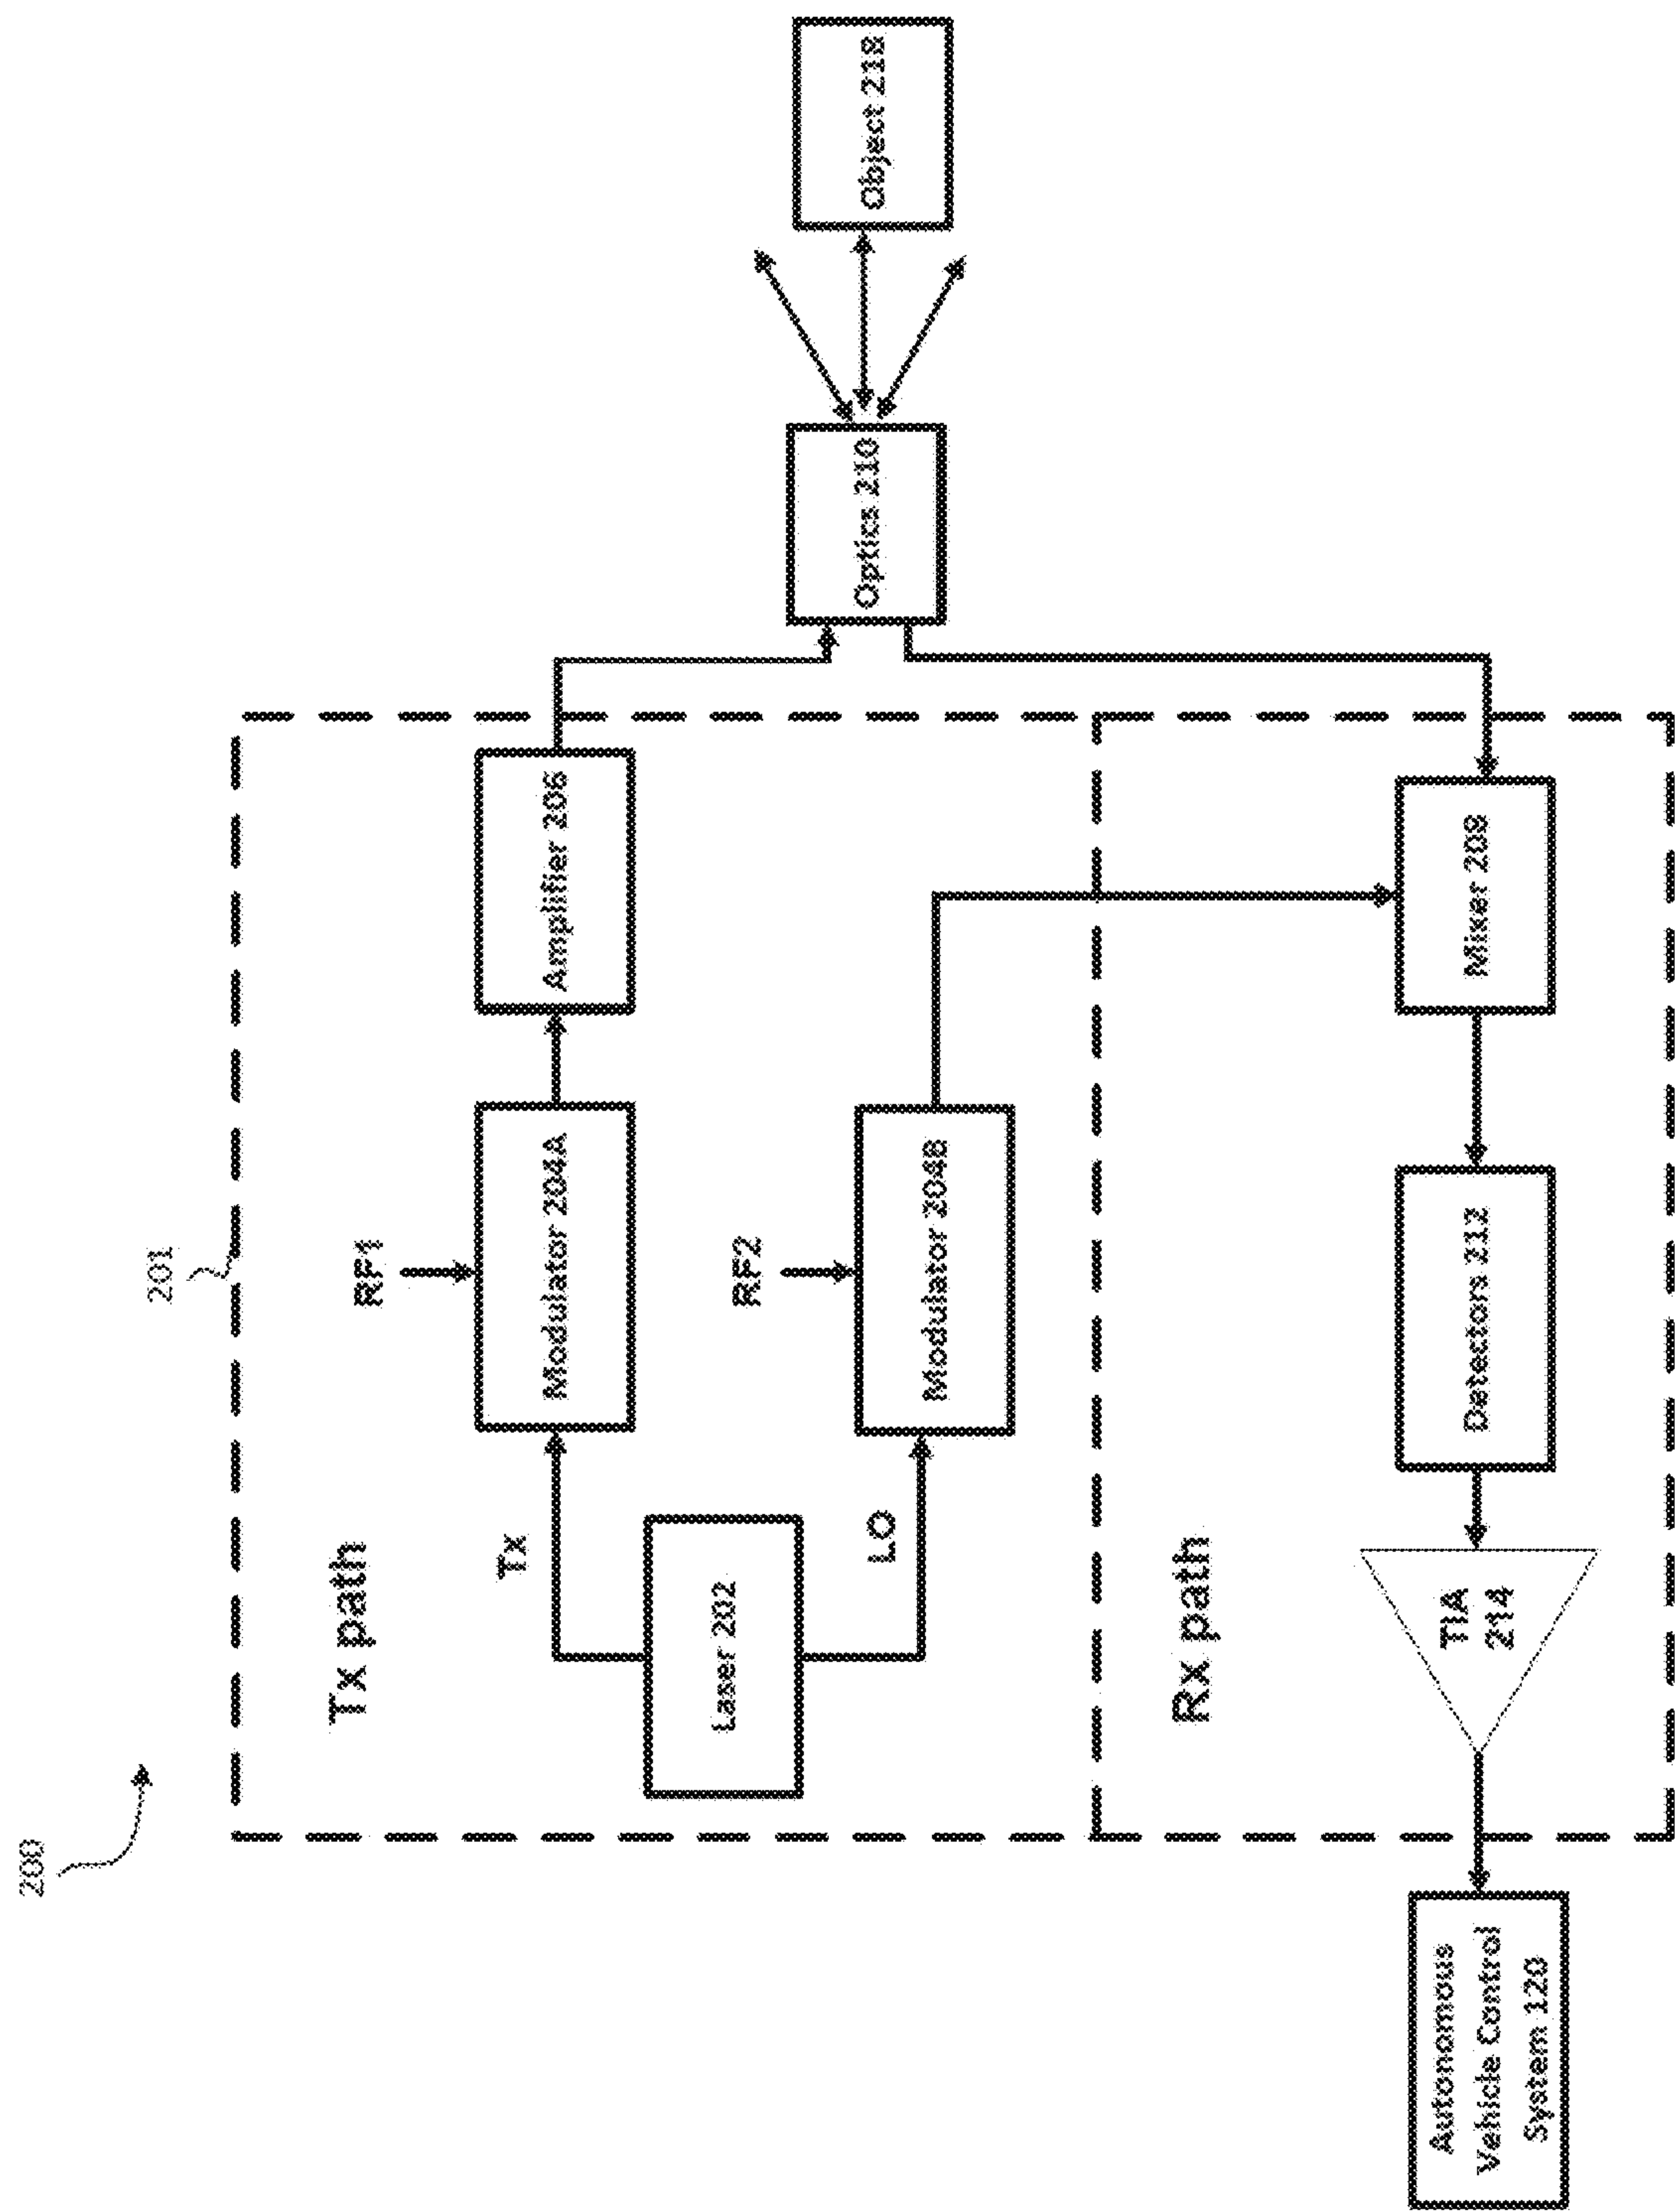 200
201
Tx path
RF1
Tx
Modulator 204A
Amplifier 206
Laser 202
RF2
LO
Modulator 204B
Optics 210
Object 218
Rx path
TIA
214
Detectors 212
Mixer 208
Autonomous
Vehicle Control
System 120